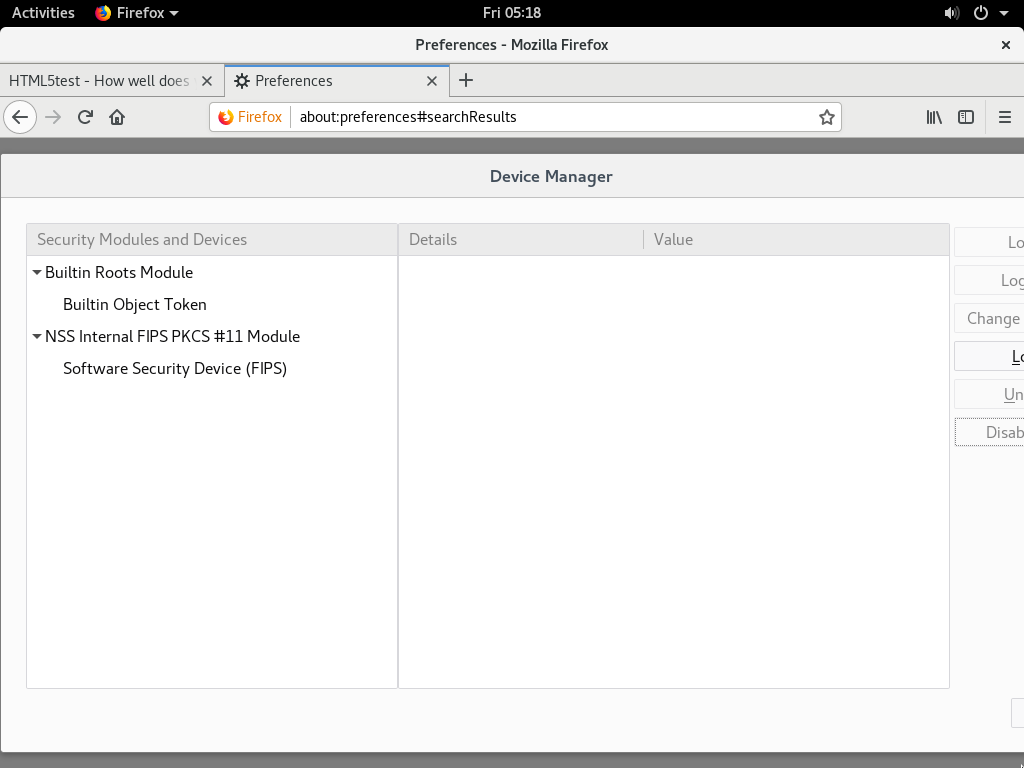 Activities Firefox Fri 05:18
Preferences - Mozilla Firefox
HTML5test - How well does Preferences
Firefox about:preferences#searchResults
Device Manager
Security Modules and Devices Details Value
Builtin Roots Module
Builtin Object Token
NSS Internal FIPS PKCS #11 Module
Software Security Device (FIPS)
Lo
Log
Change
Lo
Un
Disab